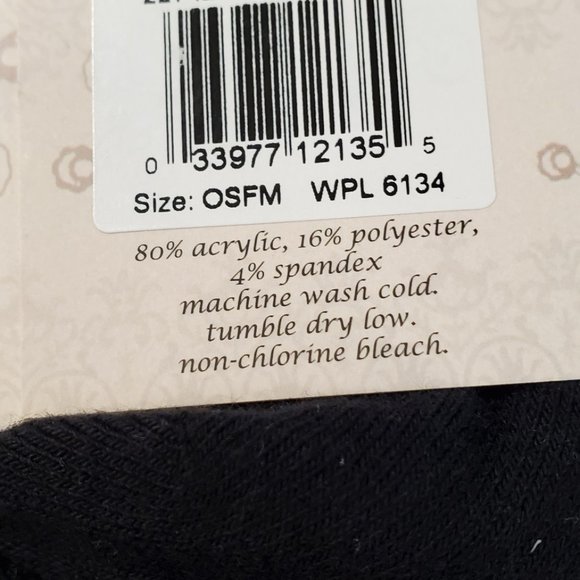 0 33977 12135 5
Size: OSFM WPL 6134
80% acrylic, 16% polyester,
4% spandex
machine wash cold.
tumble dry low.
non-chlorine bleach.